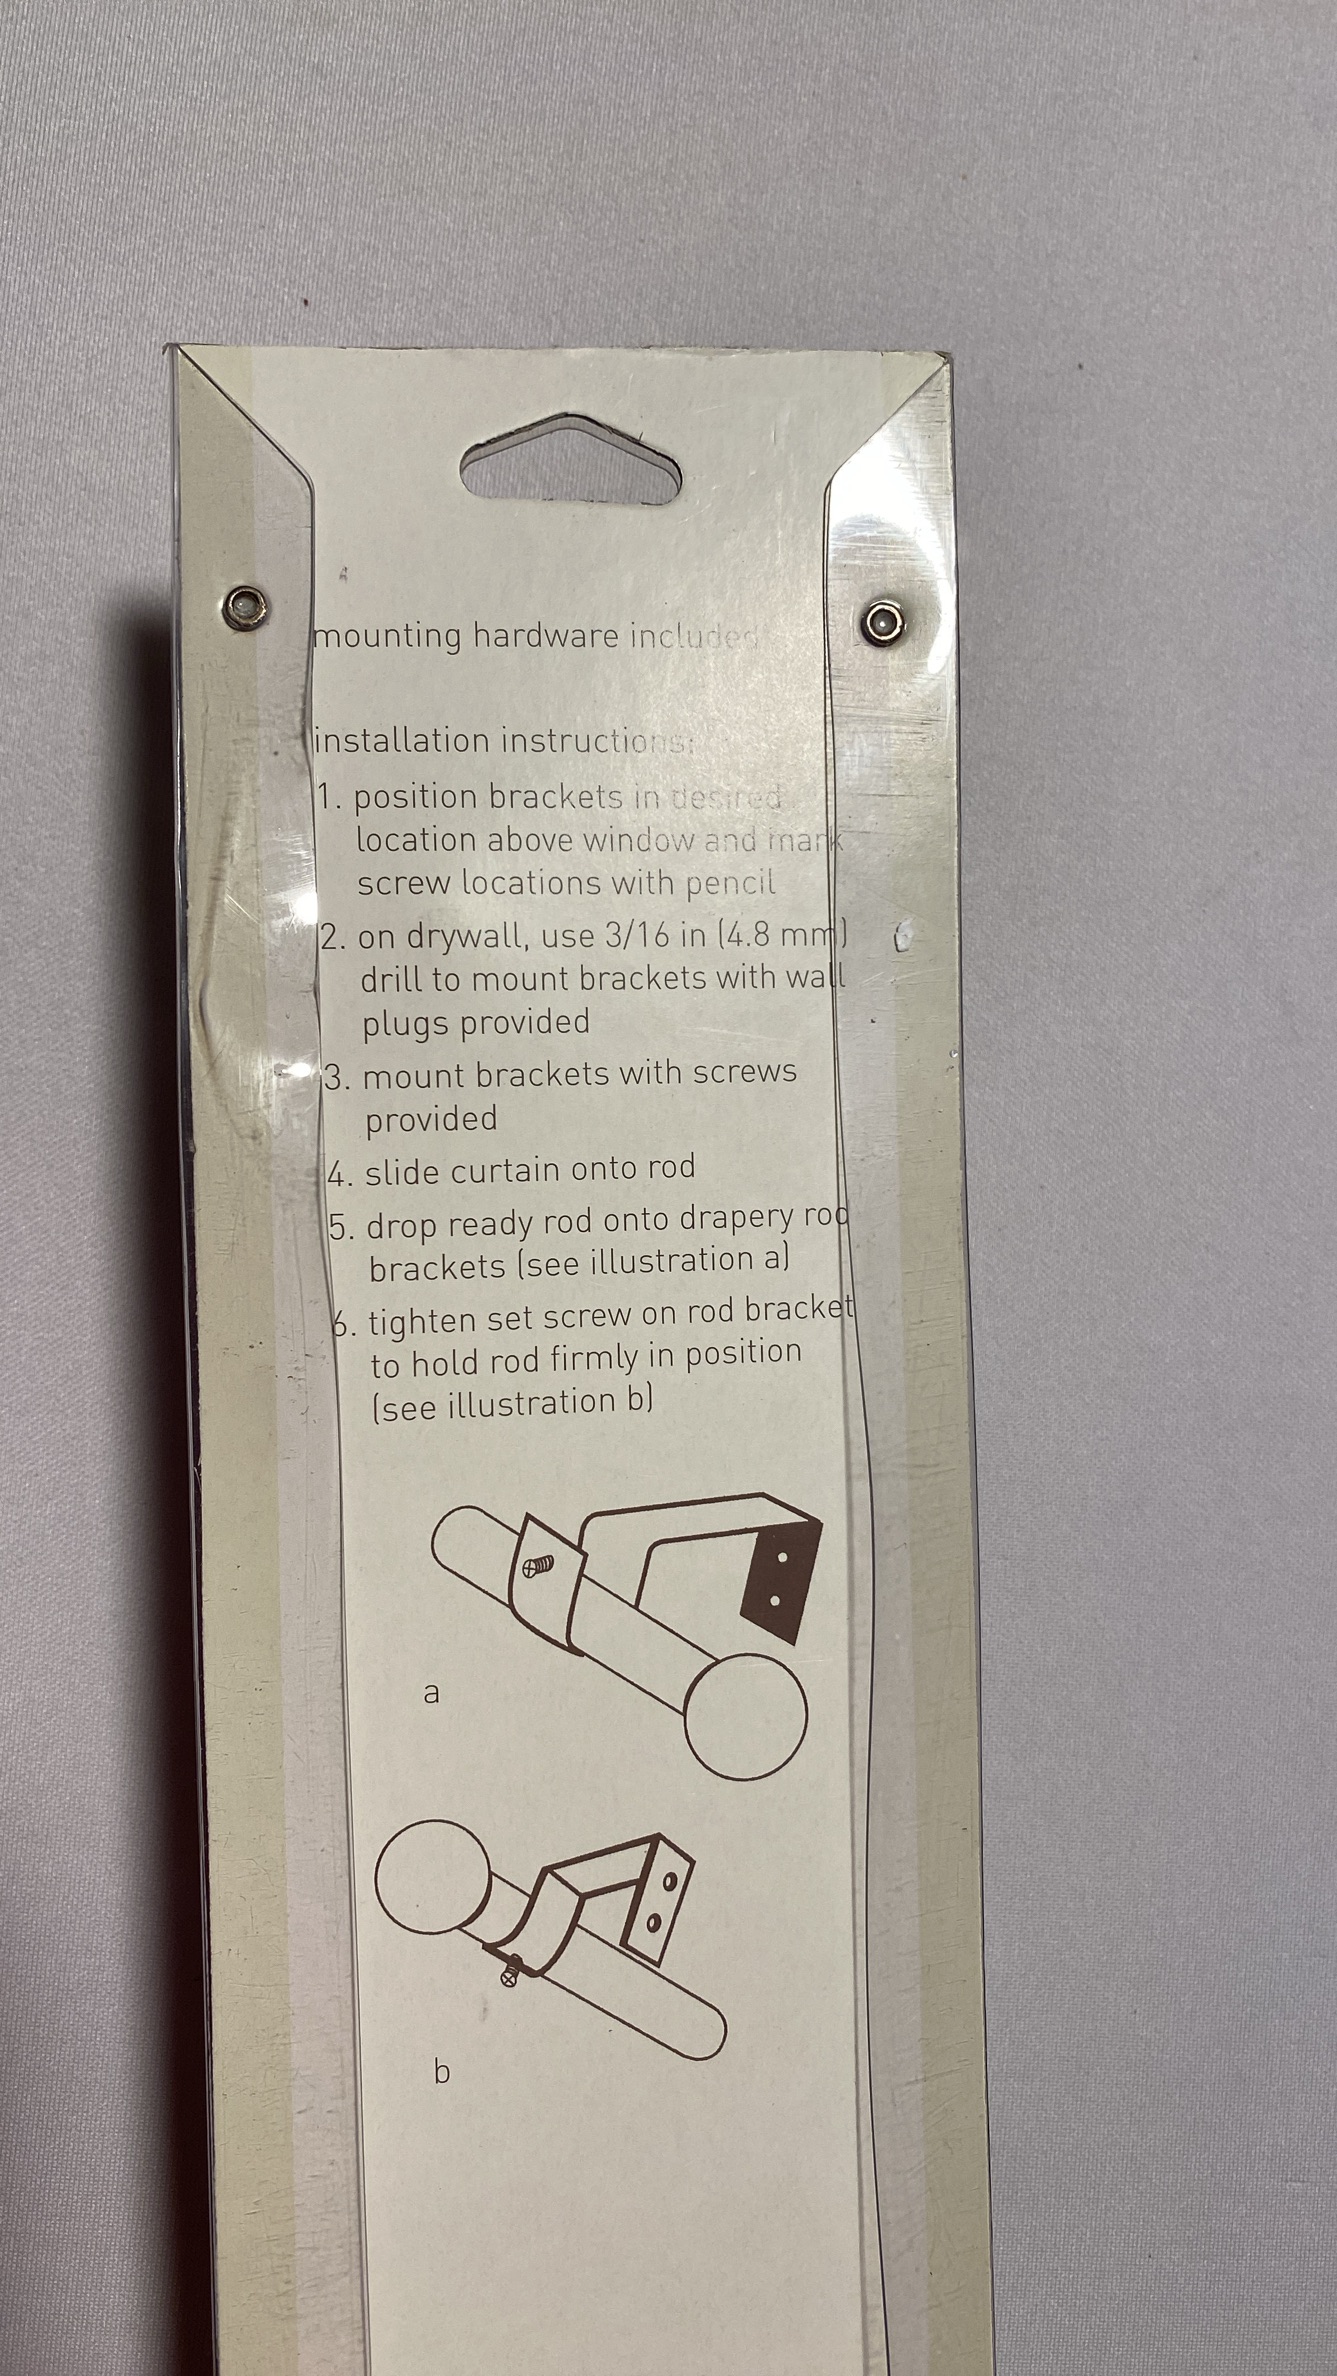 mounting hardware included
installation instructions:
1. position brackets in desired
location above window and mark
screw locations with pencil
2. on drywall, use 3/16 in (4.8 mm)
drill to mount brackets with wall
plugs provided
3. mount brackets with screws
provided
4. slide curtain onto rod
5. drop ready rod onto drapery rod
brackets (see illustration a)
6. tighten set screw on rod bracket
to hold rod firmly in position
(see illustration b)
a
b